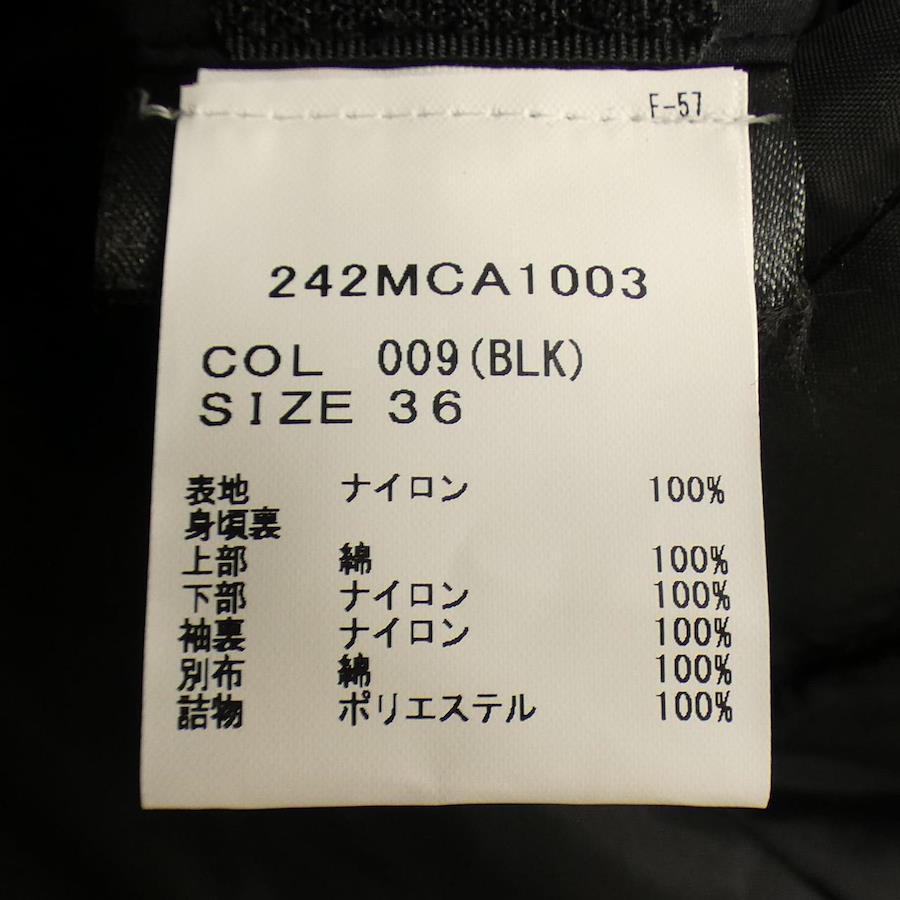 F-57
242MCA1003
COL 009(BLK)
SIZE 36
表地 ナイロン 100%
身頃裏
上部 綿 100%
下部 ナイロン 100%
袖裏 ナイロン 100%
別布 綿 100%
詰物 ポリエステル 100%